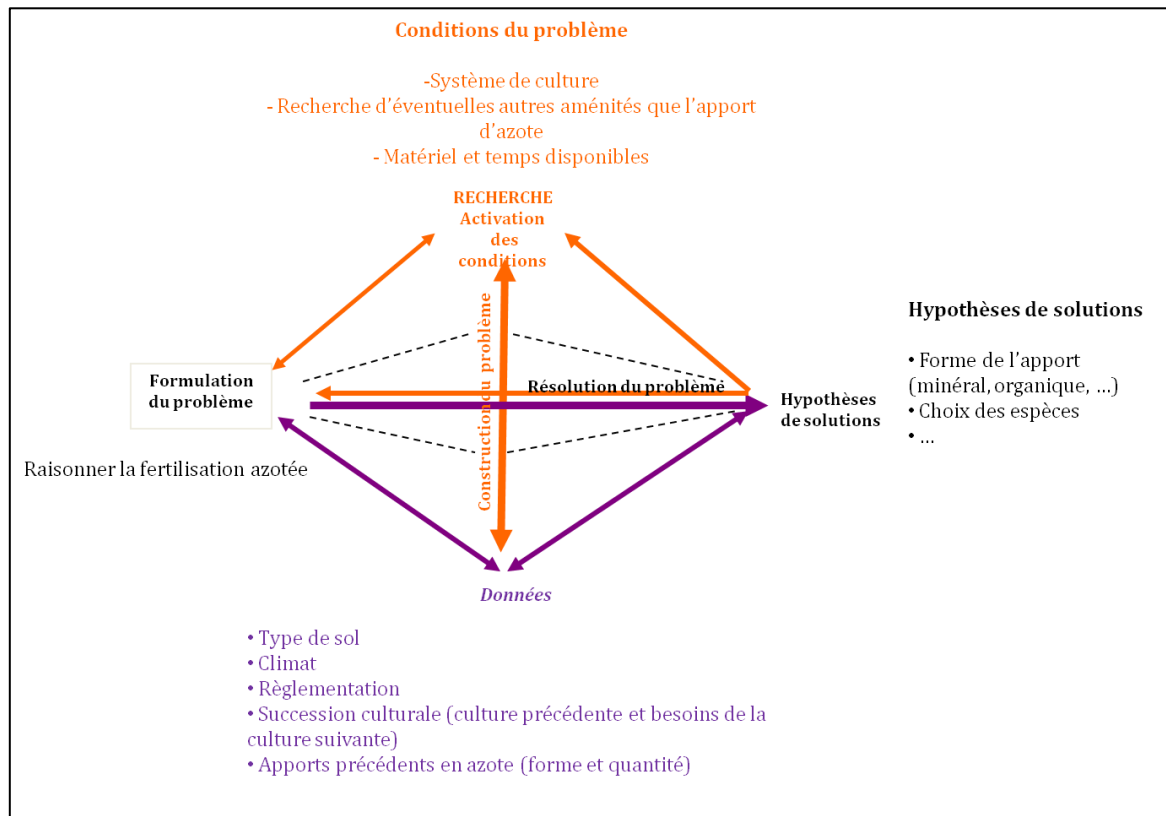 Conditions du problème
-Système de culture
- Recherche d'éventuelles autres aménités que l'apport
d'azote
- Matériel et temps disponibles
RECHERCHE
Activation
des
conditions
Construction du problème
Formulation
du problème
Raisonner la fertilisation azotée
Résolution du problème
Hypothèses
de solutions
Hypothèses de solutions
• Forme de l'apport
(minéral, organique, ...)
• Choix des espèces
• ...
Données
• Type de sol
• Climat
• Règlementation
• Succession culturale (culture précédente et besoins de la
culture suivante)
• Apports précédents en azote (forme et quantité)